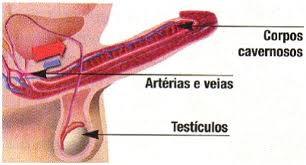 Corpos
cavernosos
Artérias e veias
Testículos